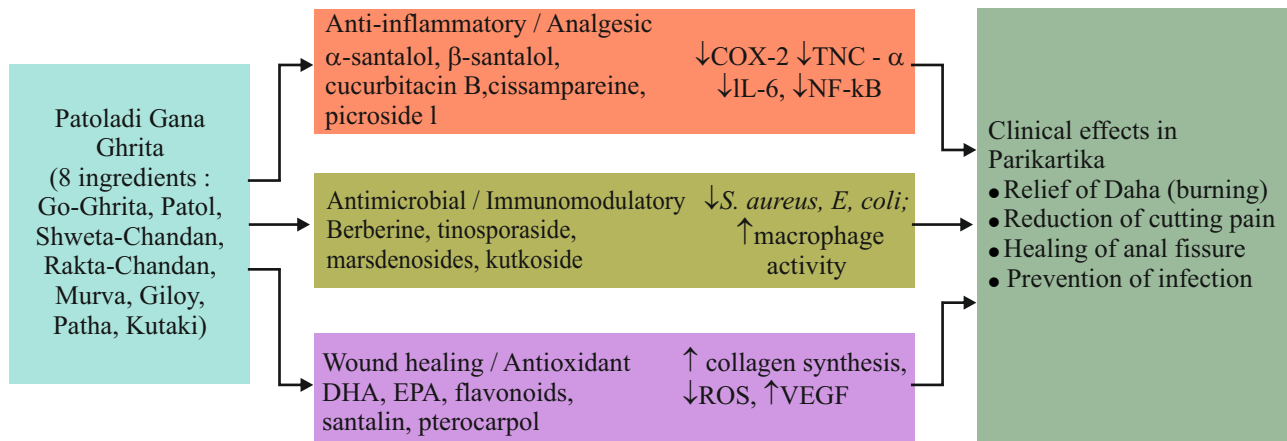 Patoladi Gana
Ghrita
(8 ingredients :
Go-Ghrita, Patol,
Shweta-Chandan,
Rakta-Chandan,
Murva, Giloy,
Patha, Kutaki)
Anti-inflammatory / Analgesic
α-santalol, β-santalol,
cucurbitacin B,cissampareine,
picroside l
↓COX-2 ↓TNC - α
↓lL-6, ↓NF-kB
Antimicrobial / Immunomodulatory
Berberine, tinosporaside,
marsdenosides, kutkoside
↓S. aureus, E, coli;
↑macrophage
activity
Wound healing / Antioxidant
DHA, EPA, flavonoids,
santalin, pterocarpol
↑ collagen synthesis,
↓ROS, ↑VEGF
Clinical effects in
Parikartika
● Relief of Daha (burning)
● Reduction of cutting pain
● Healing of anal fissure
● Prevention of infection